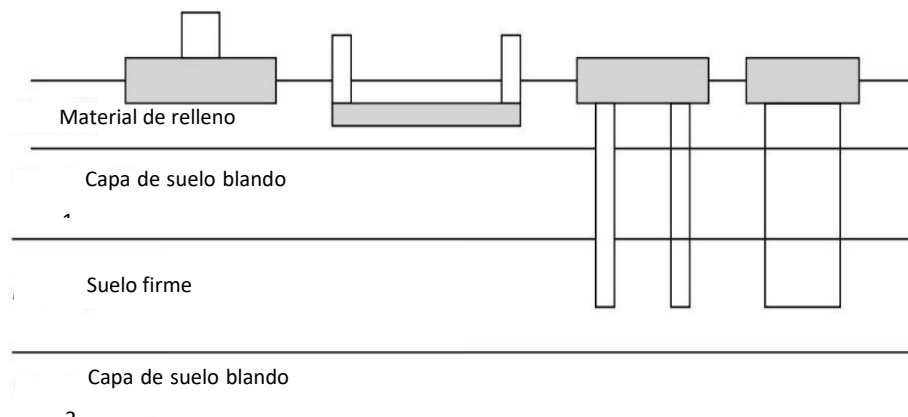 Material de relleno
Capa de suelo blando
Suelo firme
Capa de suelo blando